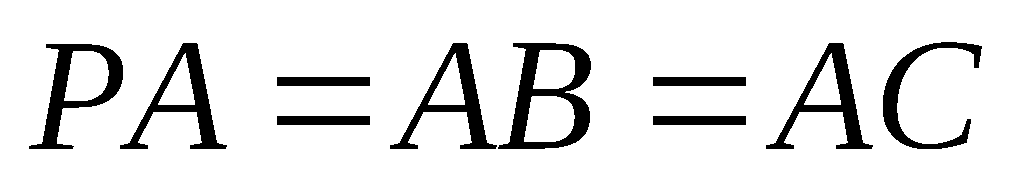 PA = AB = AC